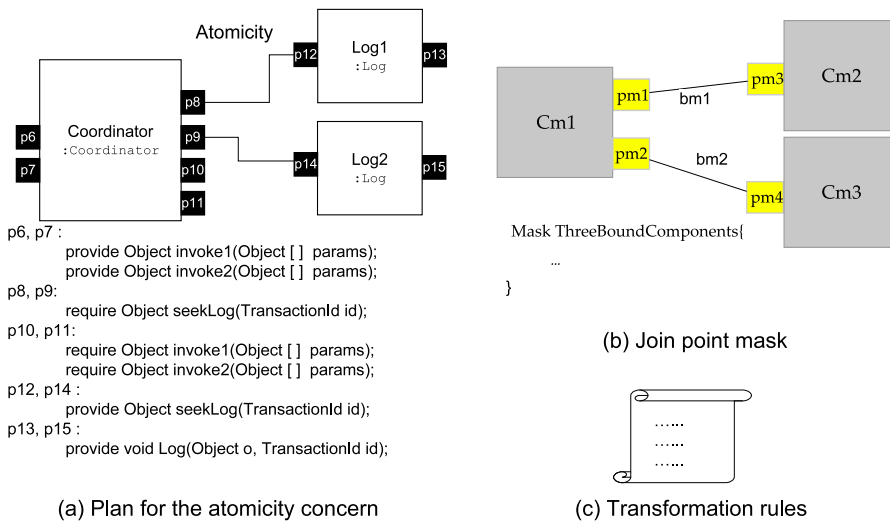 Atomicity
Coordinator
:Coordinator
p6
p7
p8
p9
p10
p11
p12
Log1
:Log
p13
p14
Log2
:Log
p15
p6, p7 :
provide Object invoke1(Object [ ] params);
provide Object invoke2(Object [ ] params);
p8, p9:
require Object seekLog(TransactionId id);
p10, p11:
require Object invoke1(Object [ ] params);
require Object invoke2(Object [ ] params);
p12, p14 :
provide Object seekLog(TransactionId id);
p13, p15 :
provide void Log(Object o, TransactionId id);
(a) Plan for the atomicity concern
Cm1
pm1
pm2
bm1
bm2
pm3
Cm2
pm4
Cm3
Mask ThreeBoundComponents{
...
}
(b) Join point mask
......
......
......
(c) Transformation rules